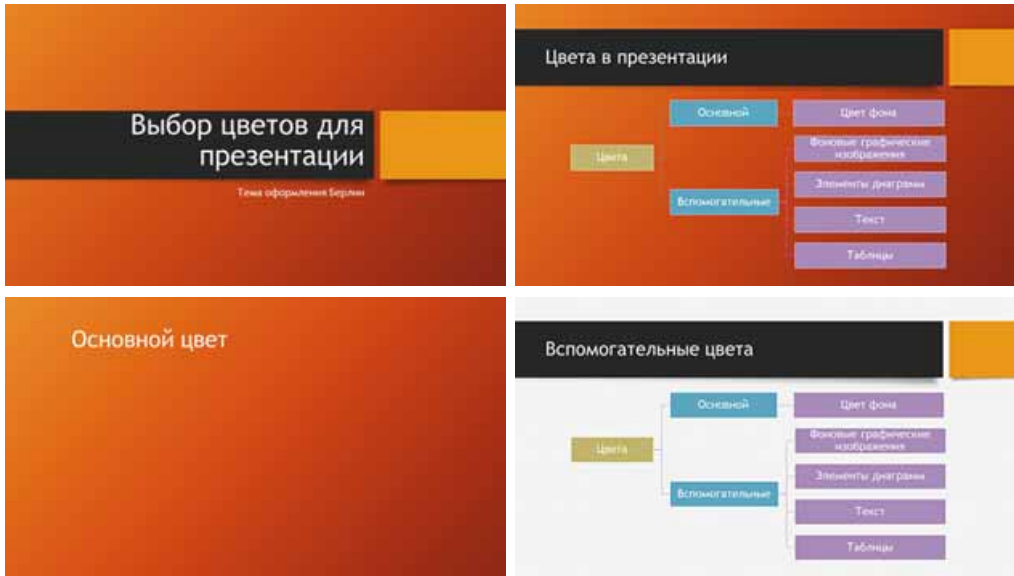 Выбор цветов для
презентации
Тема оформления Берлин
Цвета в презентации
Основной
Цвет фона
Фоновые графические
изображения
Цвета
Элементы диаграмм
Вспомогательные
Текст
Таблицы
Основной цвет
Вспомогательные цвета
Основной
Цвет фона
Фоновые графические
изображения
Цвета
Элементы диаграмм
Вспомогательные
Текст
Таблицы